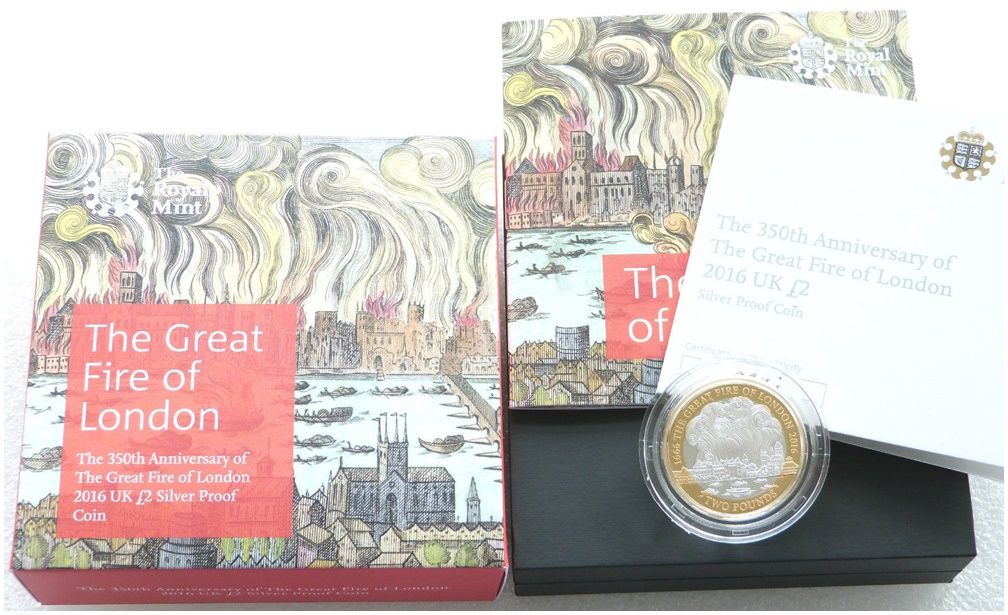 The
Royal
Mint
The Great
Fire of
London
The 350th Anniversary of
The Great Fire of London
2016 UK £2 Silver Proof
Coin
The 350th Anniversary of The Great Fire of London
2016 UK £2 Silver Proof Coin
The
Royal
Mint
The
of
The 350th Anniversary of
The Great Fire of London
2016 UK £2
Silver Proof Coin
1666 THE GREAT FIRE OF LONDON 2016
TWO POUNDS